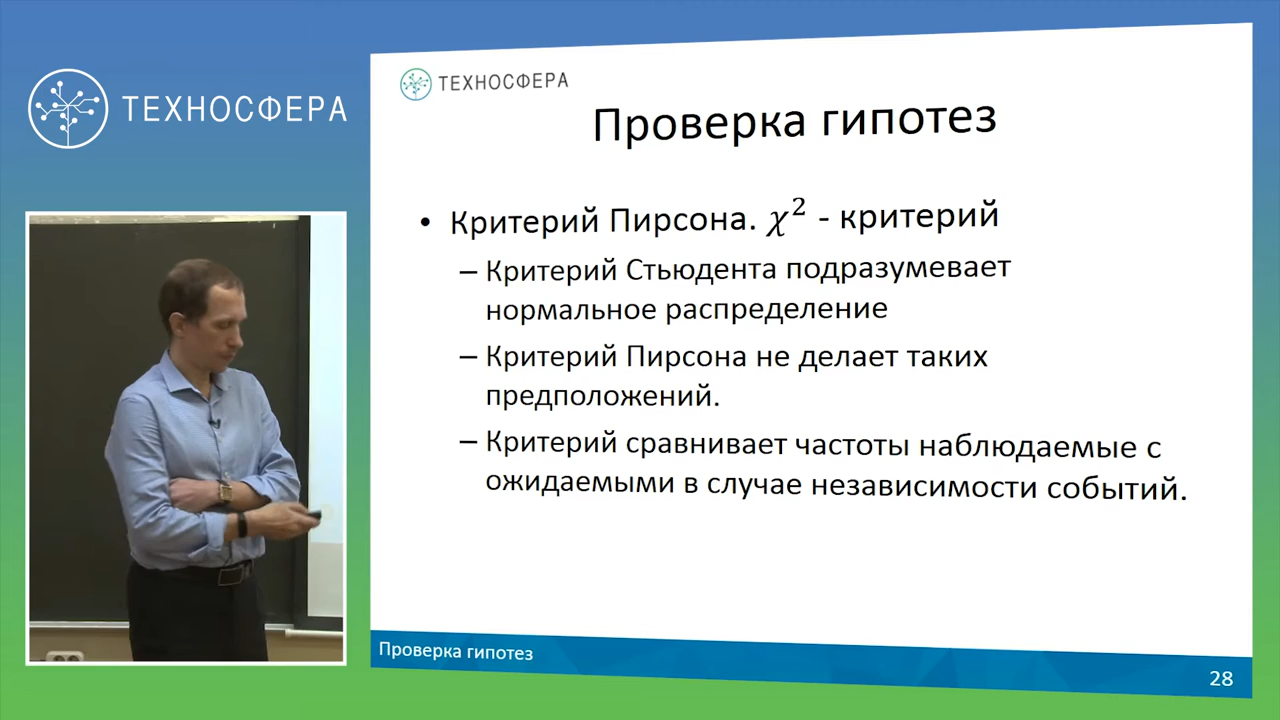 ТЕХНОСФЕРА
ТЕХНОСФЕРА
Проверка гипотез
• Критерий Пирсона. χ² - критерий
– Критерий Стьюдента подразумевает
нормальное распределение
– Критерий Пирсона не делает таких
предположений.
– Критерий сравнивает частоты наблюдаемые с
ожидаемыми в случае независимости событий.
Проверка гипотез
28